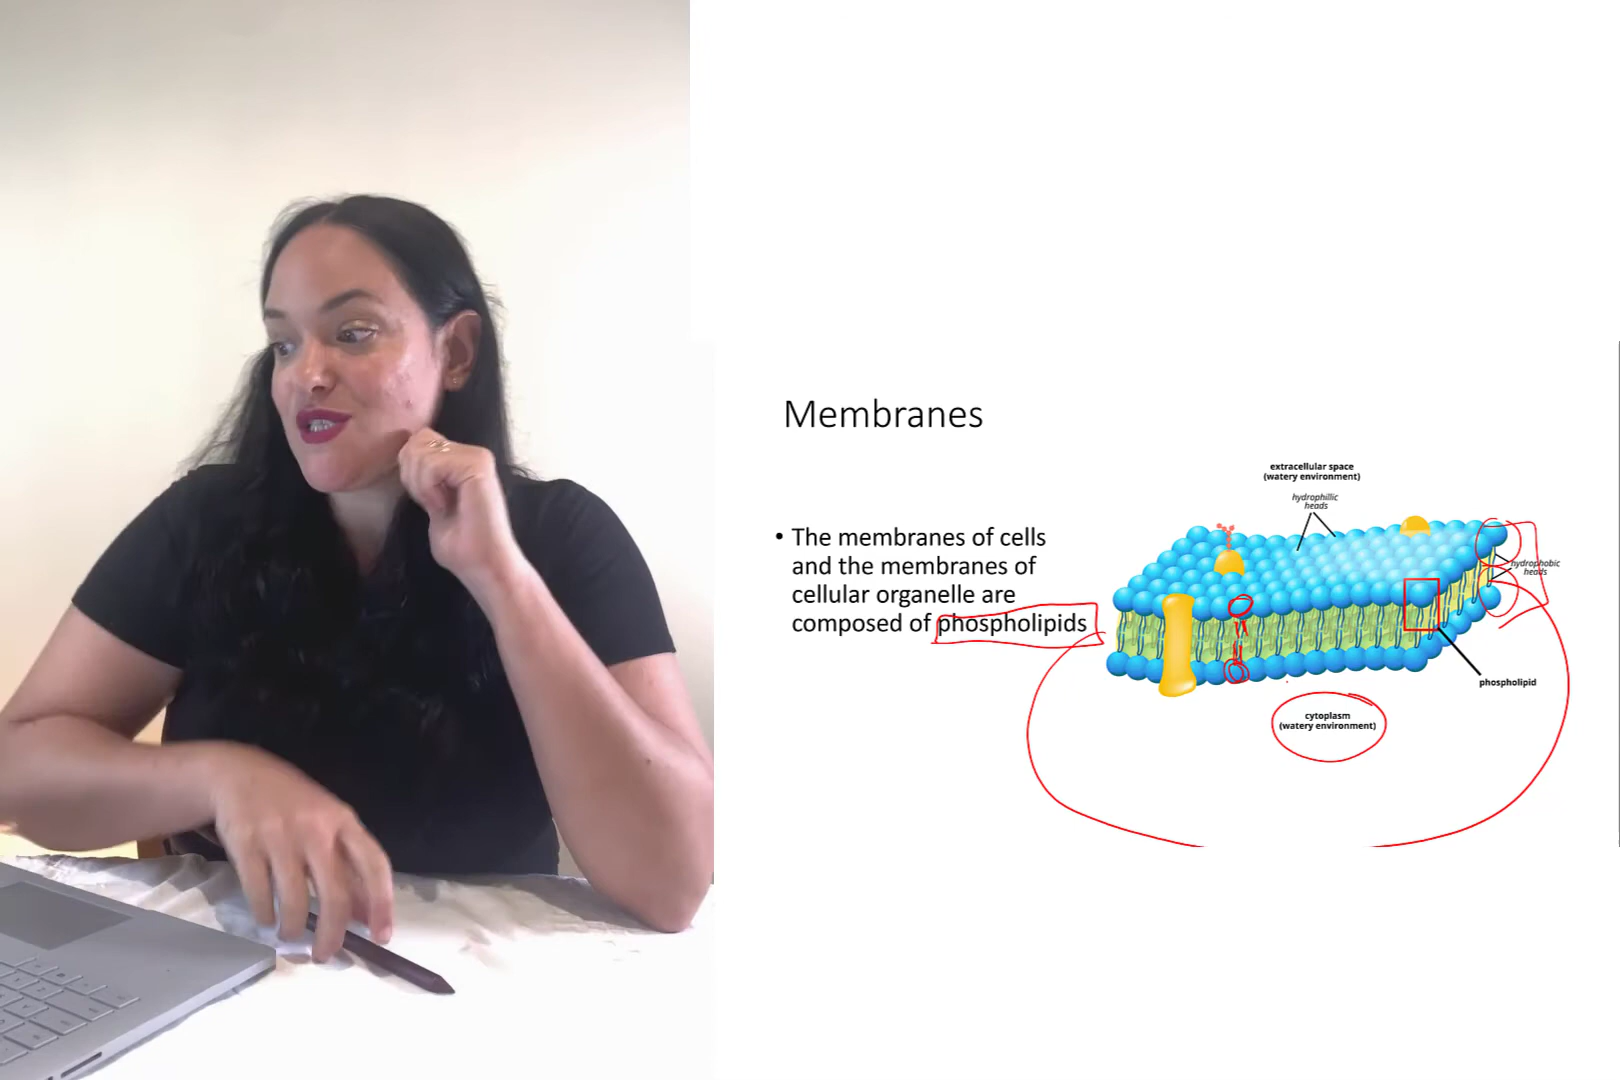 Membranes
extracellular space
(watery environment)
hydrophillic
heads
• The membranes of cells
and the membranes of
cellular organelle are
composed of phospholipids
hydrophobic
heads
phospholipid
cytoplasm
(watery environment)